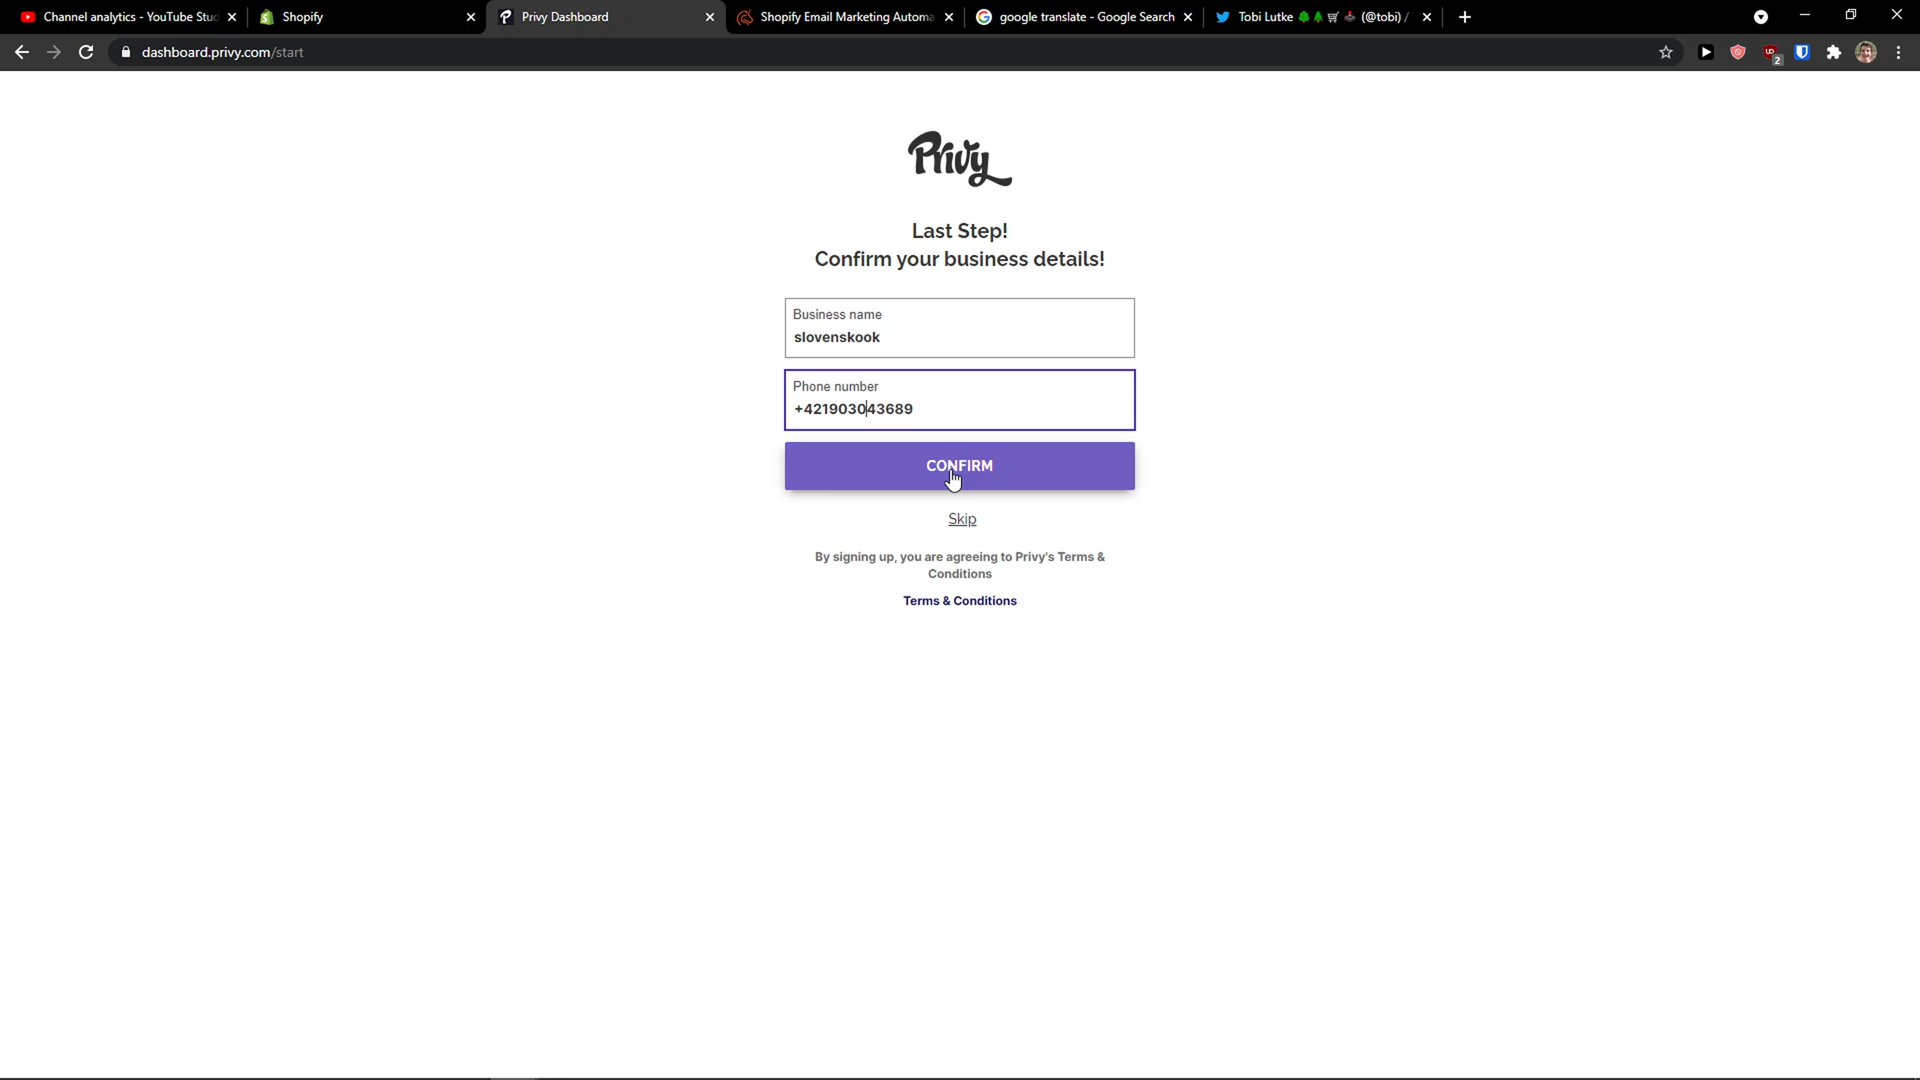 Channel analytics - YouTube Stu
Shopify
Privy Dashboard
Shopify Email Marketing Automa
google translate - Google Search
Tobi Lutke 🌳🌲🛒🕹 (@tobi) /
dashboard.privy.com/start
2
Privy
Last Step!
Confirm your business details!
Business name
slovenskook
Phone number
+421903043689
CONFIRM
Skip
By signing up, you are agreeing to Privy's Terms &
Conditions
Terms & Conditions